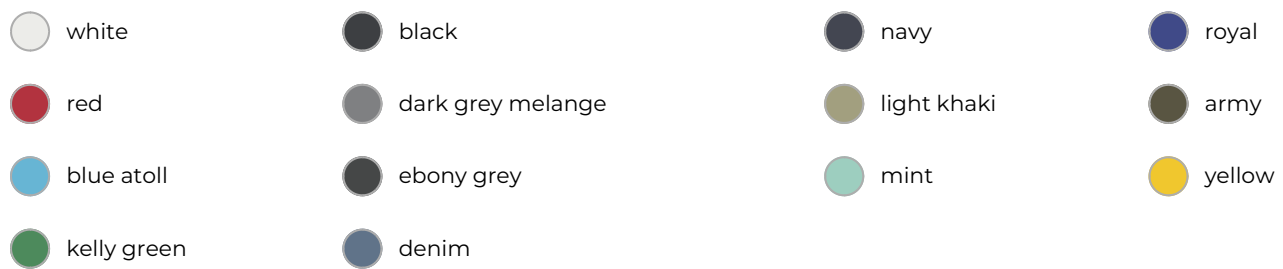 white
black
navy
royal
red
dark grey melange
light khaki
army
blue atoll
ebony grey
mint
yellow
kelly green
denim